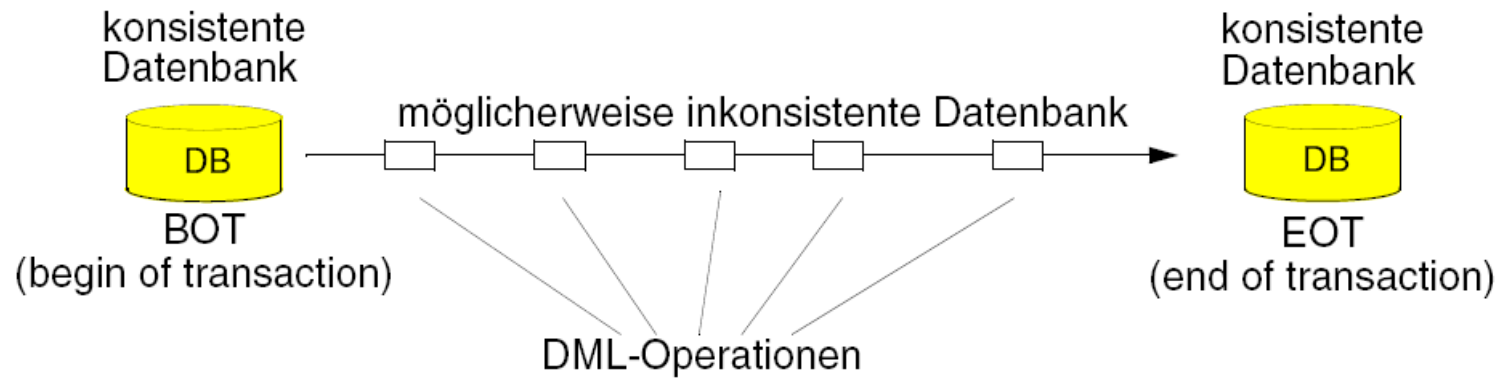 konsistente
Datenbank
DB
BOT
(begin of transaction)
möglicherweise inkonsistente Datenbank
DML-Operationen
konsistente
Datenbank
DB
EOT
(end of transaction)